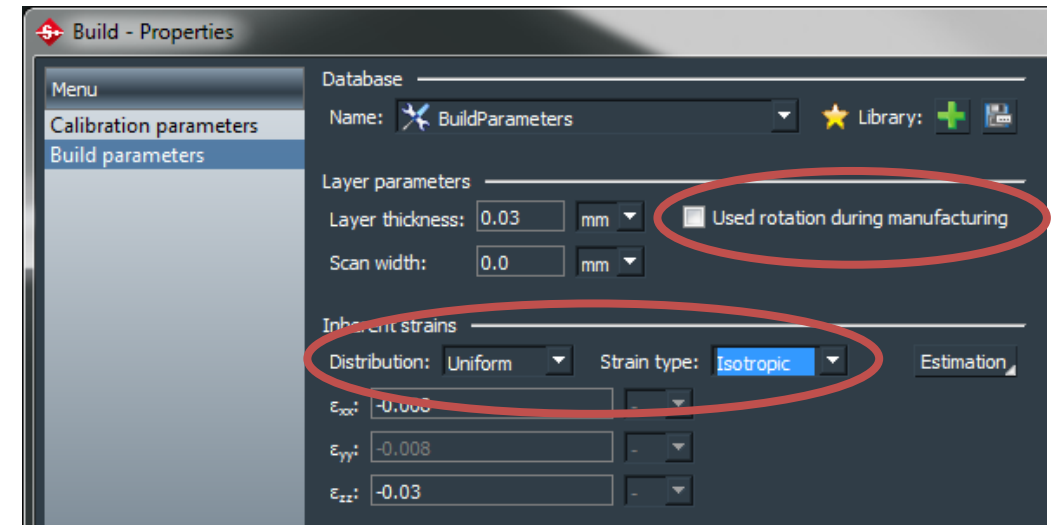 Build - Properties
Menu
Calibration parameters
Build parameters
Database
Name: BuildParameters Library:
Layer parameters
Layer thickness: 0.03 mm Used rotation during manufacturing
Scan width: 0.0 mm
Inherent strains
Distribution: Uniform Strain type: Isotropic Estimation
εxx: -0.008 -
εyy: -0.008 -
εzz: -0.03 -